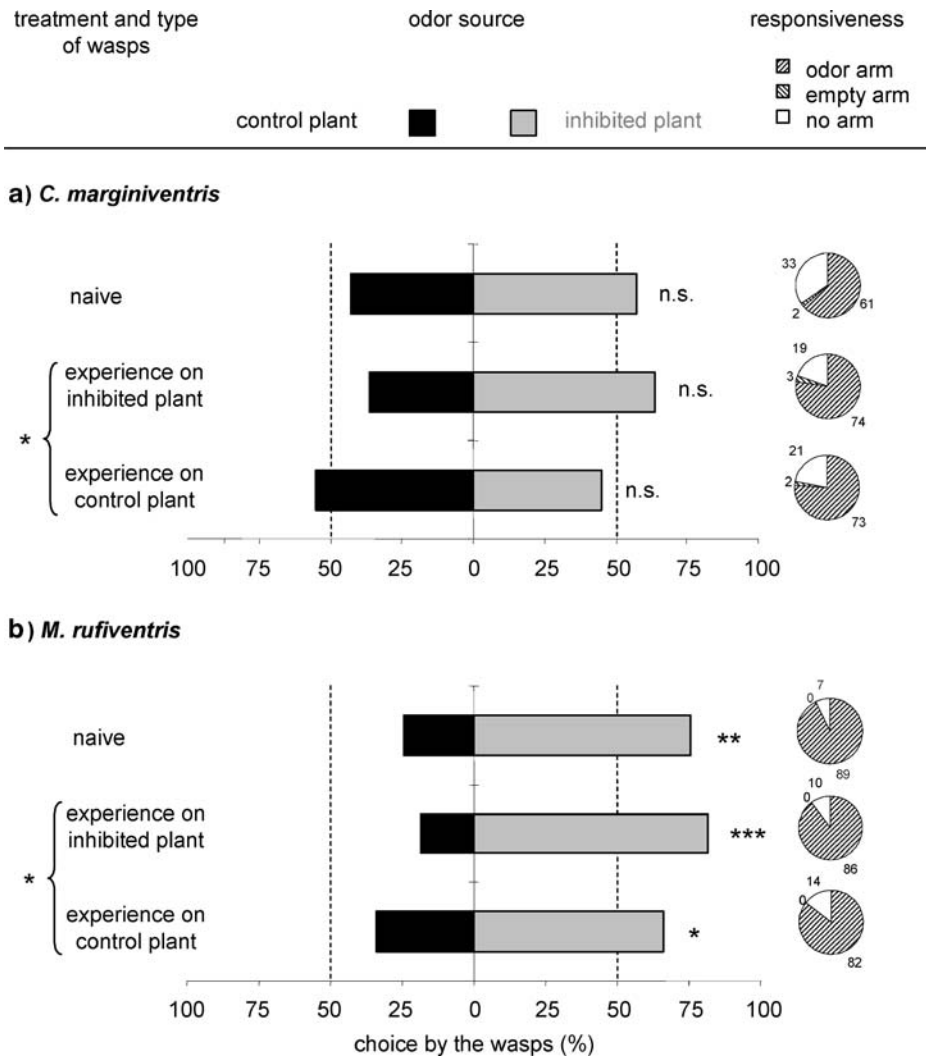 treatment and type
of wasps
odor source
responsiveness
odor arm
empty arm
no arm
control plant
inhibited plant
a) C. marginiventris
naive
n.s.
33
2
61
experience on
inhibited plant
n.s.
19
3
74
*
experience on
control plant
n.s.
21
2
73
100 75 50 25 0 25 50 75 100
b) M. rufiventris
naive
**
7
0
89
experience on
inhibited plant
***
10
0
86
*
experience on
control plant
*
14
0
82
100 75 50 25 0 25 50 75 100
choice by the wasps (%)